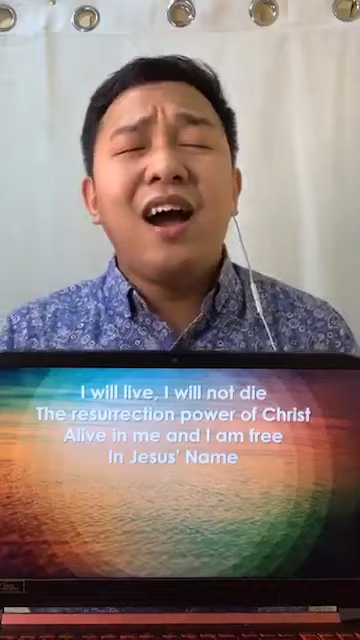 I will live, I will not die
The resurrection power of Christ
Alive in me and I am free
In Jesus' Name